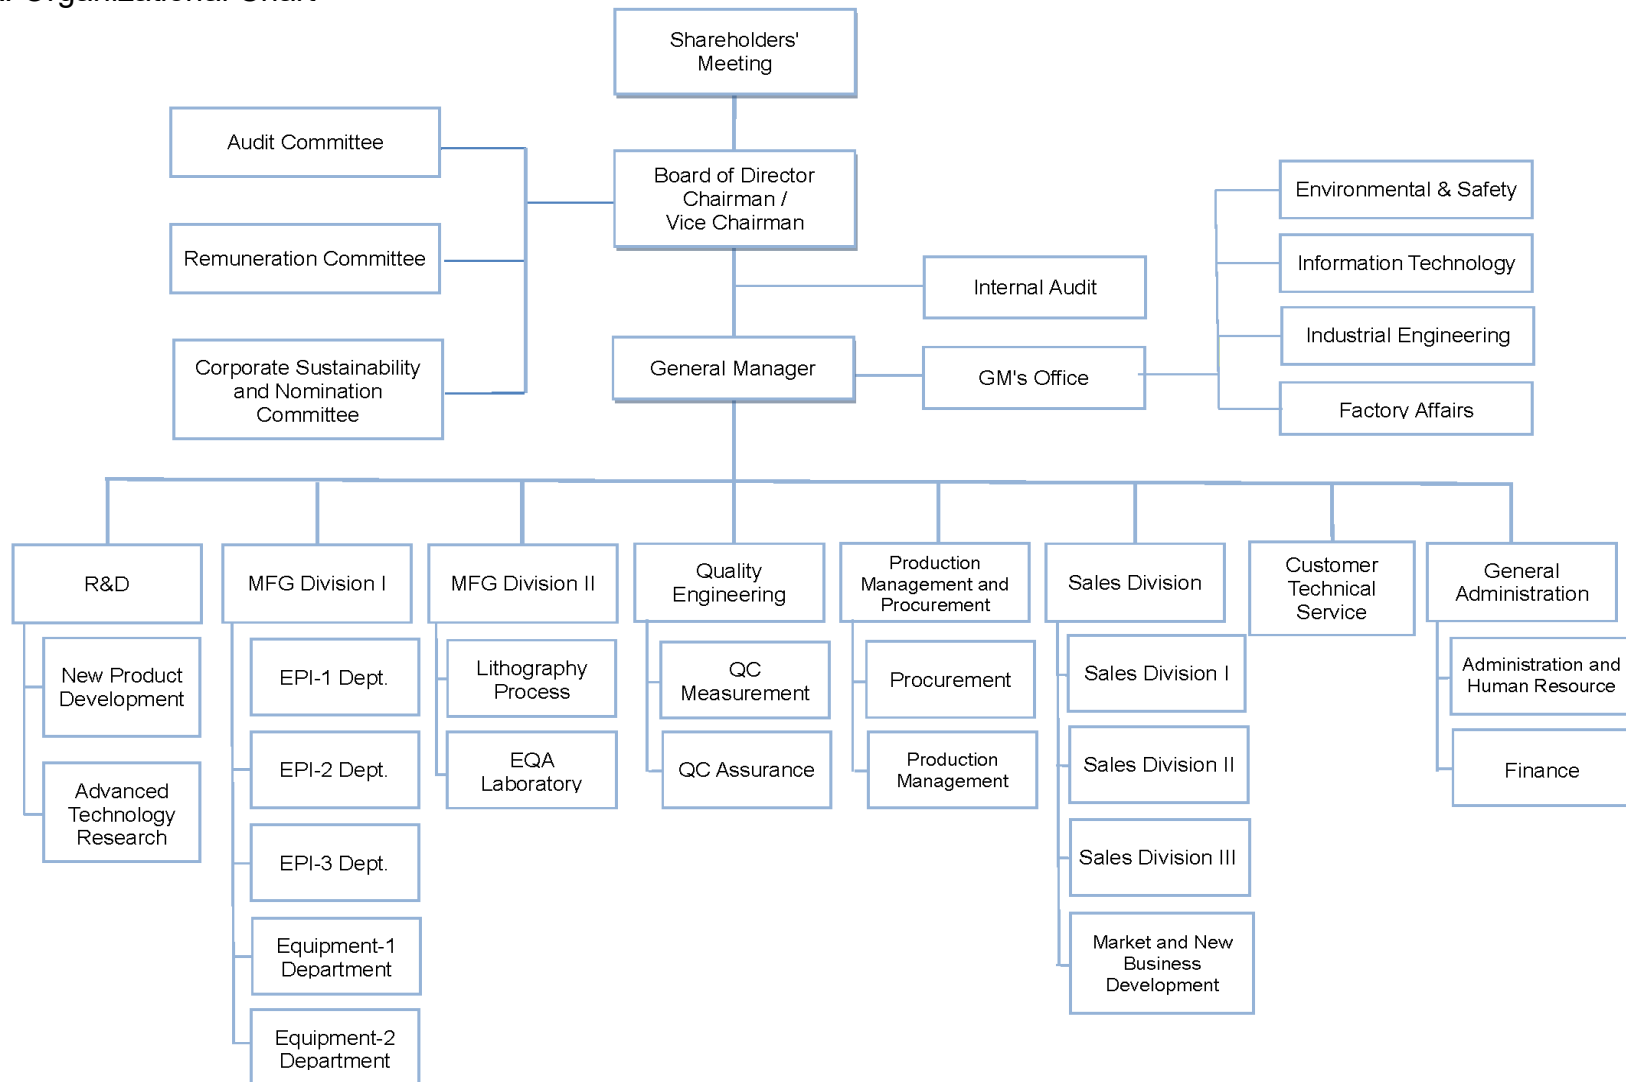 Organizational Chart
Shareholders'
Meeting
Audit Committee
Board of Director
Chairman /
Vice Chairman
Environmental & Safety
Remuneration Committee
Information Technology
Internal Audit
Industrial Engineering
Corporate Sustainability
and Nomination
Committee
General Manager
GM's Office
Factory Affairs
R&D
MFG Division I
MFG Division II
Quality
Engineering
Production
Management and
Procurement
Sales Division
Customer
Technical
Service
General
Administration
New Product
Development
EPI-1 Dept.
Lithography
Process
QC
Measurement
Procurement
Sales Division I
Administration and
Human Resource
Advanced
Technology
Research
EPI-2 Dept.
EQA
Laboratory
QC Assurance
Production
Management
Sales Division II
Finance
EPI-3 Dept.
Sales Division III
Equipment-1
Department
Market and New
Business
Development
Equipment-2
Department